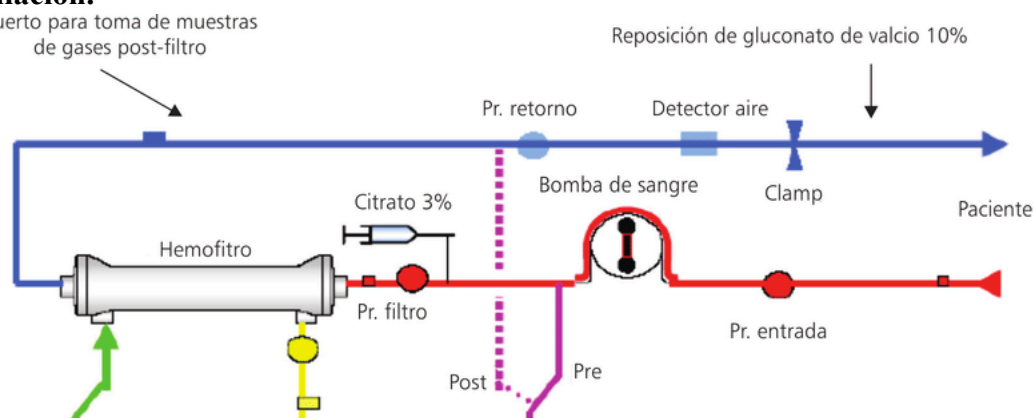 uerto para toma de muestras
de gases post-filtro
Reposición de gluconato de valcio 10%
Pr. retorno
Detector aire
Bomba de sangre
Clamp
Citrato 3%
Paciente
Hemofitro
Pr. filtro
Pr. entrada
Post
Pre